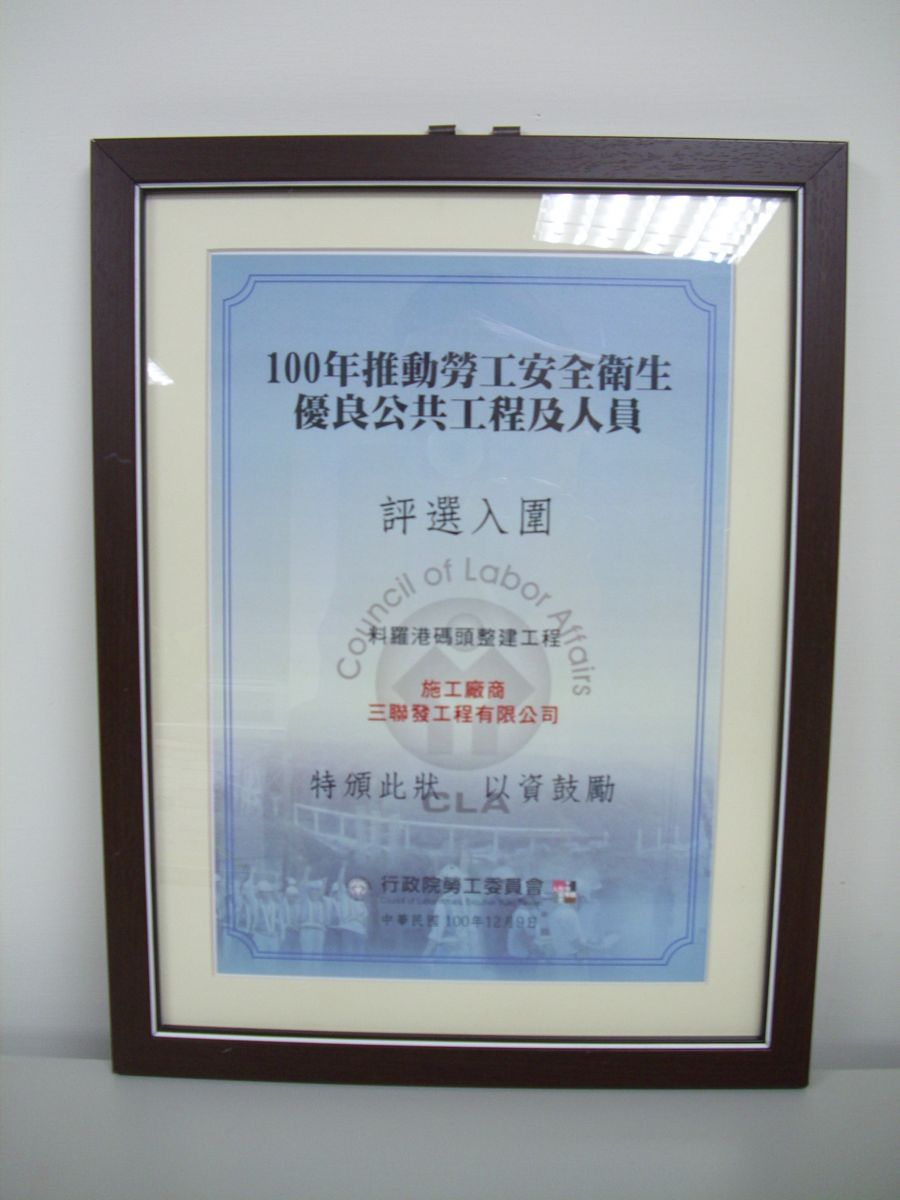 100年推動勞工安全衛生
優良公共工程及人員
評選入圍
Council of Labor Affairs
料羅港碼頭整建工程
施工廠商
三聯發工程有限公司
特頒此狀 以資鼓勵
CLA
行政院勞工委員會
中華民國100年12月9日